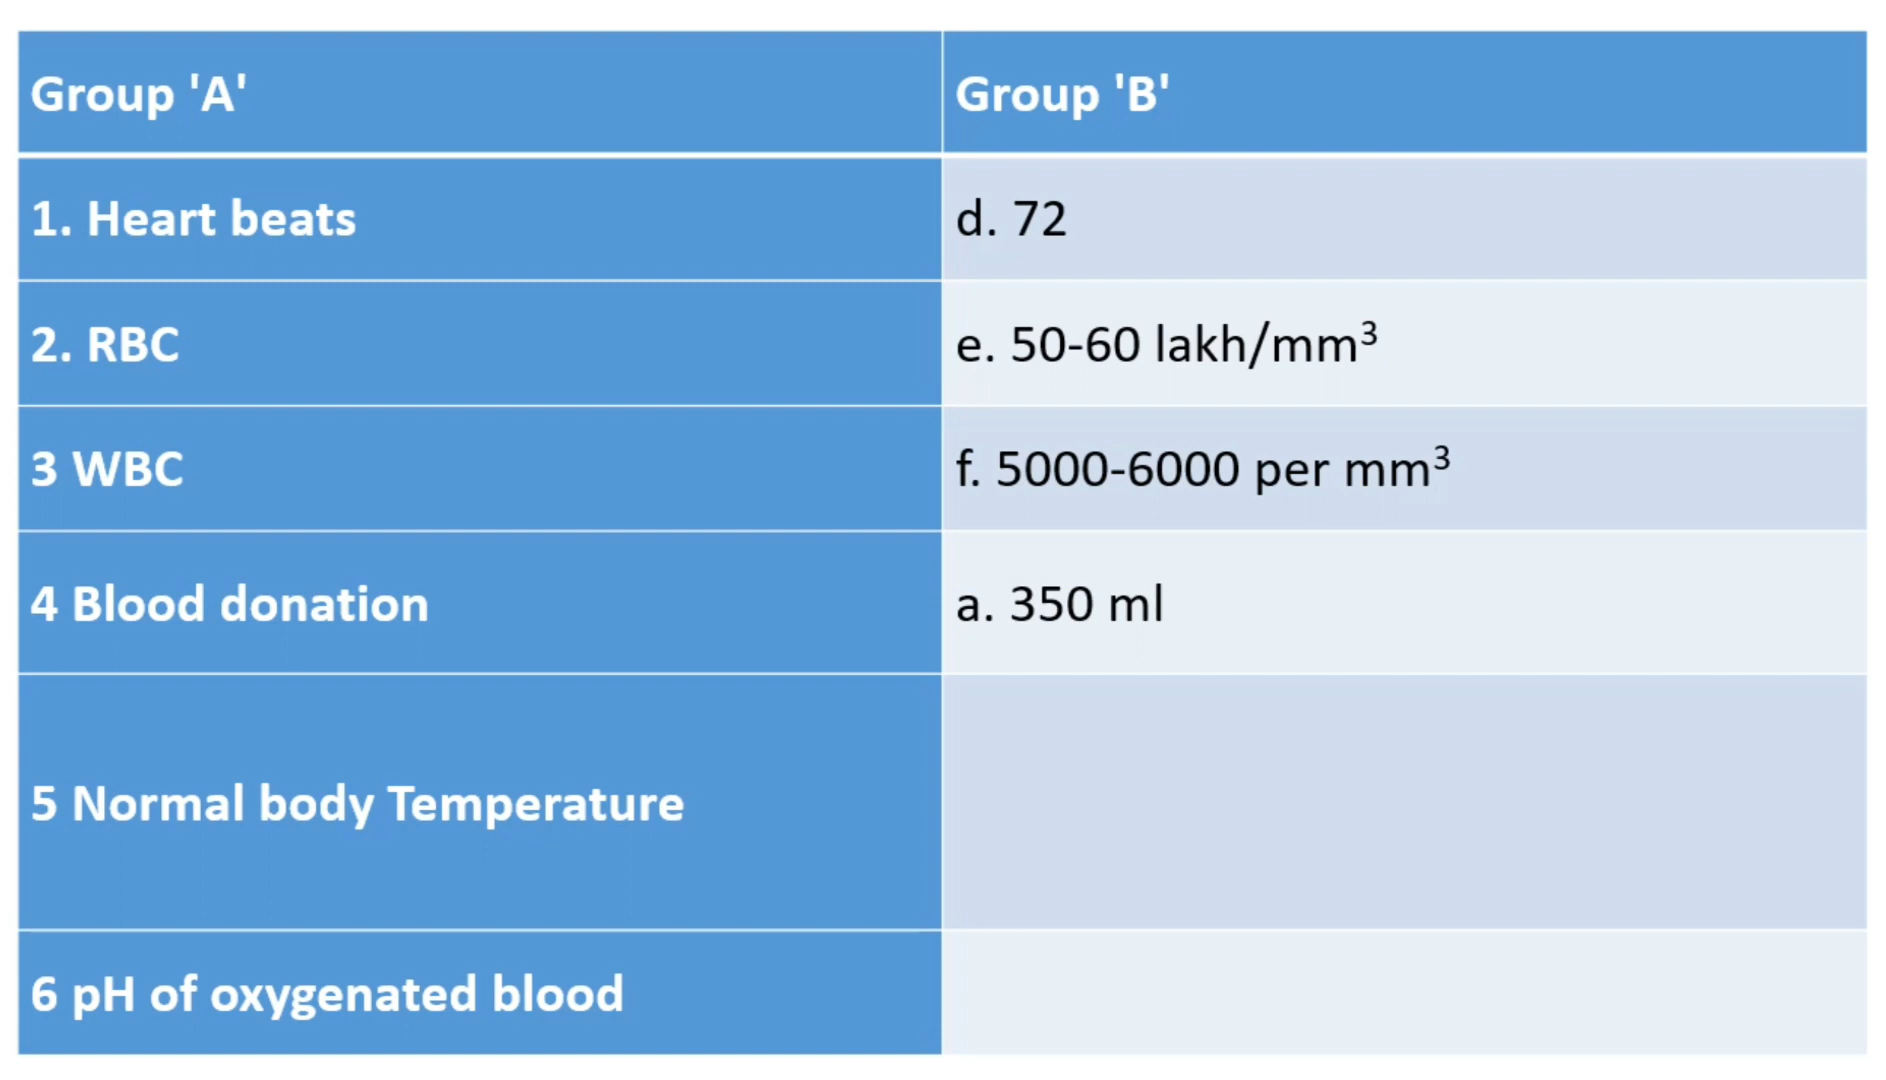 Group 'A' Group 'B'
1. Heart beats d. 72
2. RBC e. 50-60 lakh/mm³
3 WBC f. 5000-6000 per mm³
4 Blood donation a. 350 ml
5 Normal body Temperature
6 pH of oxygenated blood